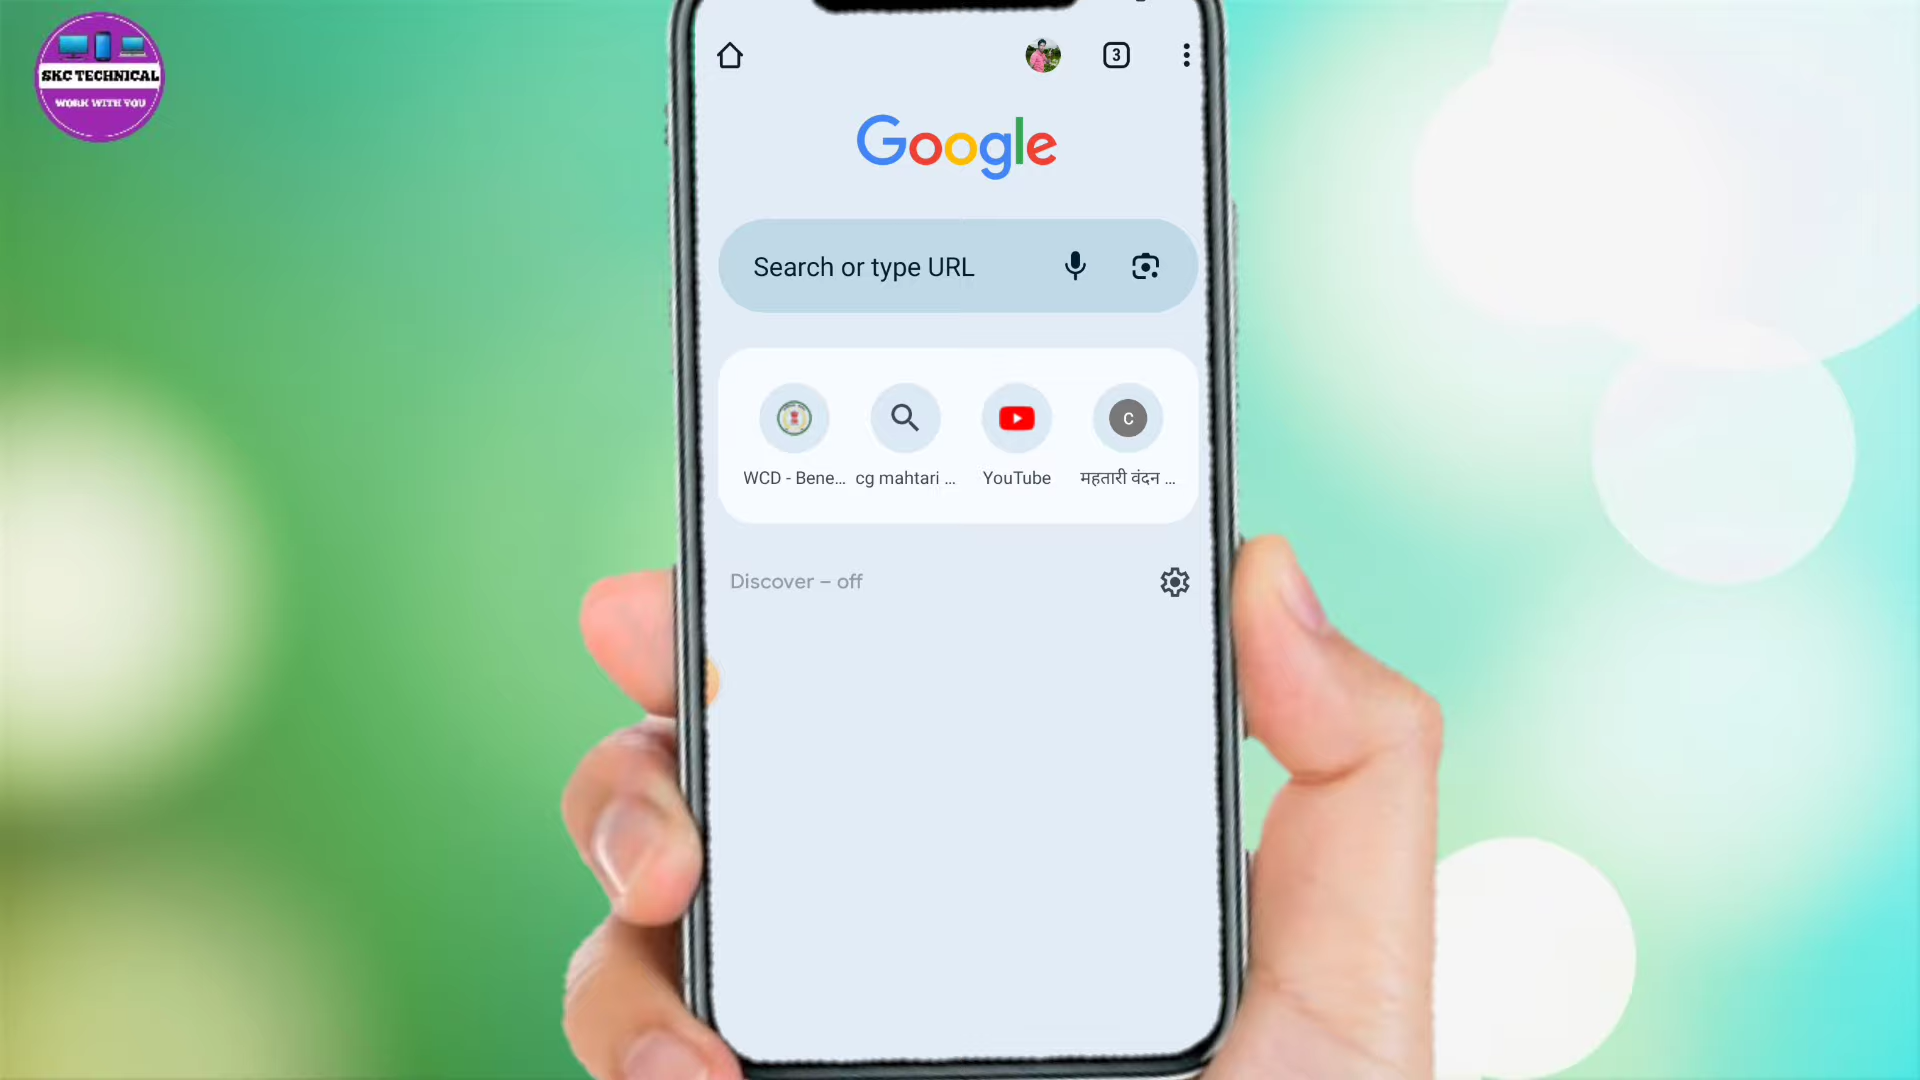 SKC TECHNICAL
WORK WITH YOU
3
Google
Search or type URL
C
WCD - Bene...
cg mahtari ...
YouTube
महतारी वंदन ...
Discover – off